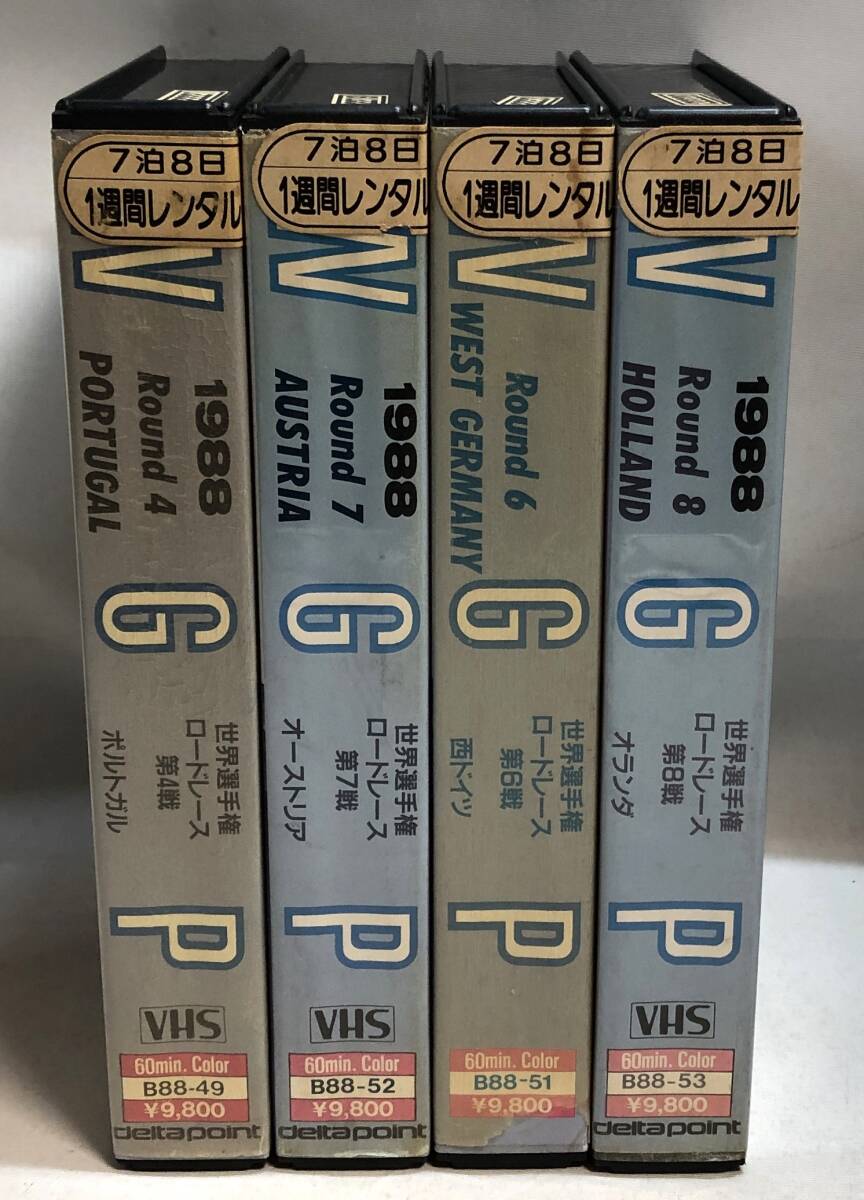 7泊8日
1週間レンタル
V
1988
Round 4
PORTUGAL
G
世界選手権
ロードレース
第4戦
ポルトガル
P
VHS
60min. Color
B88-49
¥9,800
deltapoint
7泊8日
1週間レンタル
V
1988
Round 7
AUSTRIA
G
世界選手権
ロードレース
第7戦
オーストリア
P
VHS
60min. Color
B88-52
¥9,800
deltapoint
7泊8日
1週間レンタル
V
Round 6
WEST GERMANY
G
世界選手権
ロードレース
第6戦
西ドイツ
P
VHS
60min. Color
B88-51
¥9,800
7泊8日
1週間レンタル
V
1988
Round 8
HOLLAND
G
世界選手権
ロードレース
第8戦
オランダ
P
VHS
60min. Color
B88-53
¥9,800
deltapoint